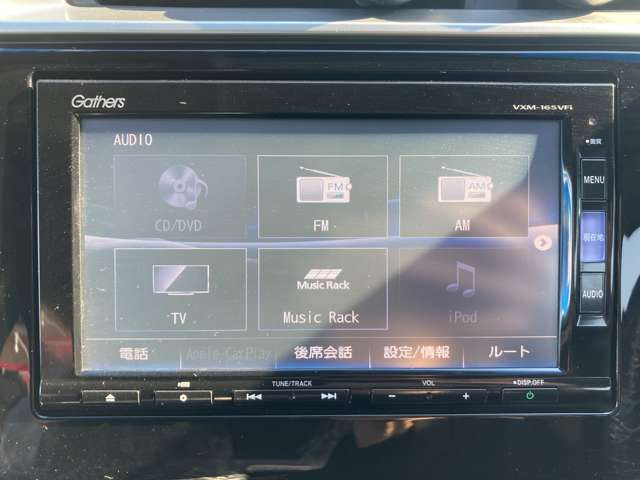 Gathers VXM-165VFi
AUDIO
画質
MENU
CD/DVD FM AM
FM AM
現在地
AUDIO
Music Rack
TV Music Rack iPod
電話 Apple CarPlay 後席会話 設定/情報 ルート
TUNE/TRACK VOL DISP:OFF